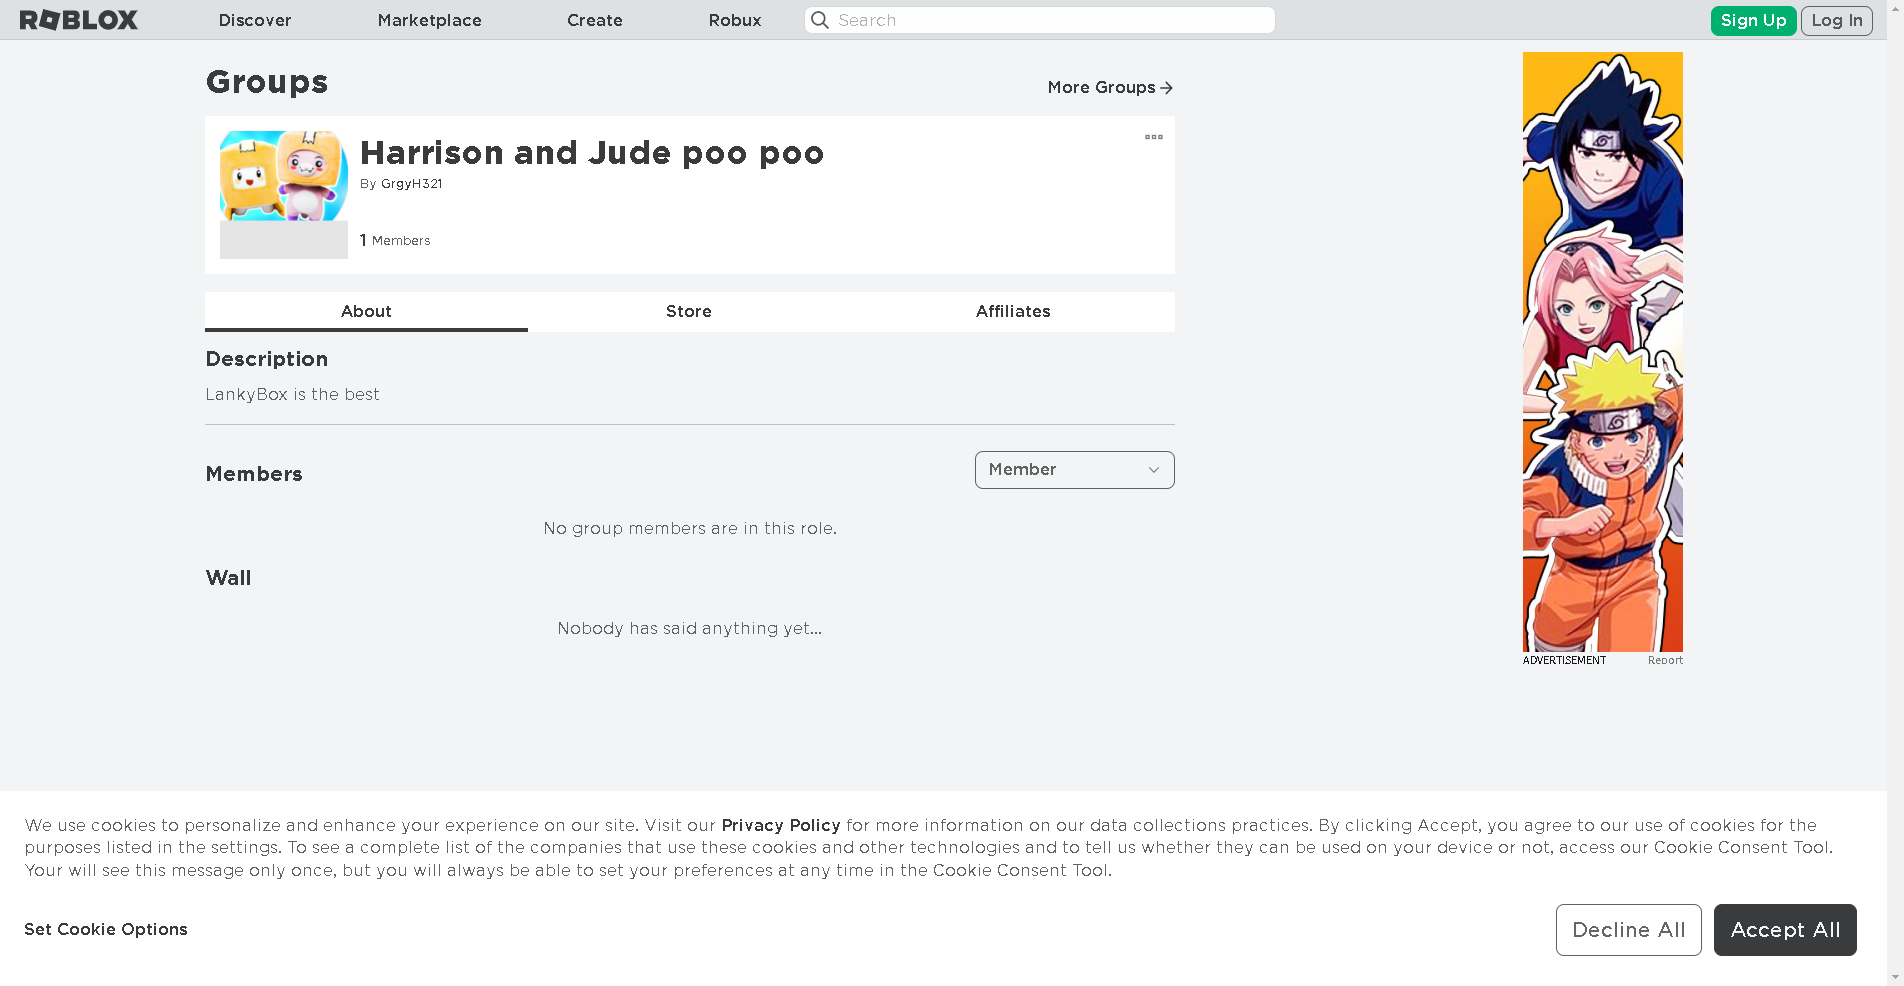 ROBLOX
Discover
Marketplace
Create
Robux
Search
Sign Up
Log In
Groups
More Groups
Harrison and Jude poo poo
By GrgyH321
1 Members
About
Store
Affiliates
Description
LankyBox is the best
Members
Member
No group members are in this role.
Wall
Nobody has said anything yet...
ADVERTISEMENT
Report
We use cookies to personalize and enhance your experience on our site. Visit our Privacy Policy for more information on our data collections practices. By clicking Accept, you agree to our use of cookies for the
purposes listed in the settings. To see a complete list of the companies that use these cookies and other technologies and to tell us whether they can be used on your device or not, access our Cookie Consent Tool.
Your will see this message only once, but you will always be able to set your preferences at any time in the Cookie Consent Tool.
Set Cookie Options
Decline All
Accept All